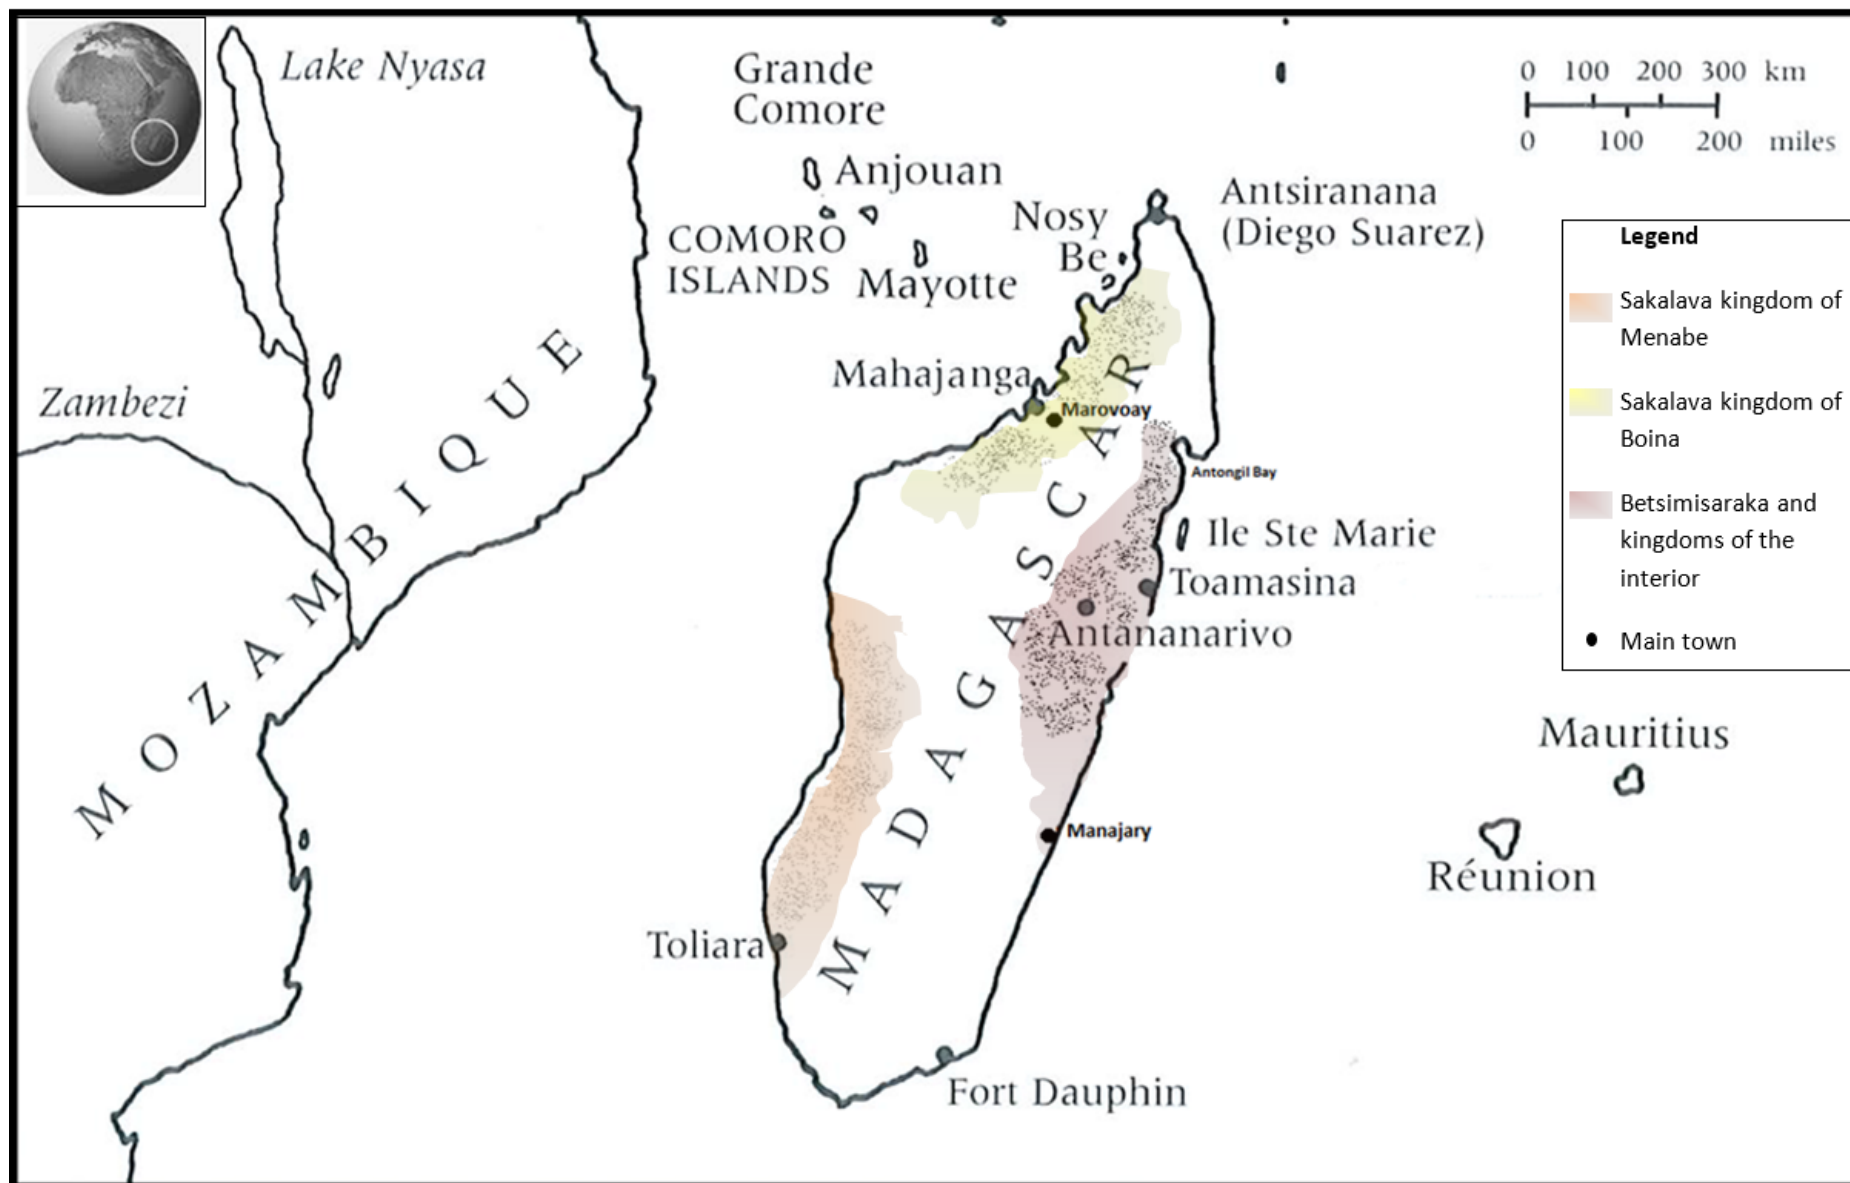 Lake Nyasa
Grande
Comore
0 100 200 300 km
0 100 200 miles
Anjouan
Antsiranana
(Diego Suarez)
Nosy
Be
COMORO
ISLANDS
Mayotte
Legend
Sakalava kingdom of
Menabe
Sakalava kingdom of
Boina
Betsimisaraka and
kingdoms of the
interior
Main town
Zambezi
MOZAMBIQUE
Mahajanga
Marovoay
MADAGASCAR
Antongil Bay
Ile Ste Marie
Toamasina
Antananarivo
Mauritius
Manajary
Réunion
Toliara
Fort Dauphin